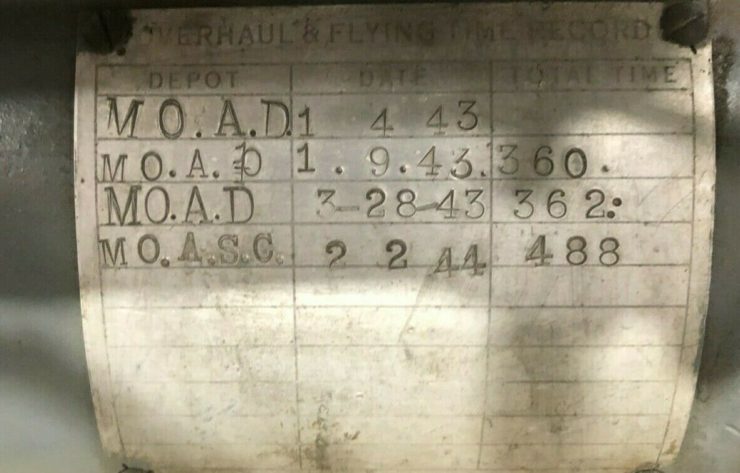 OVERHAUL & FLYING TIME RECORD
DEPOT DATE TOTAL TIME
MO.A.D. 1 4 43
MO.A.D 1.9.43. 360.
MO.A.D 3-28-43 362:
MO.A.S.C. 2 2 44 488